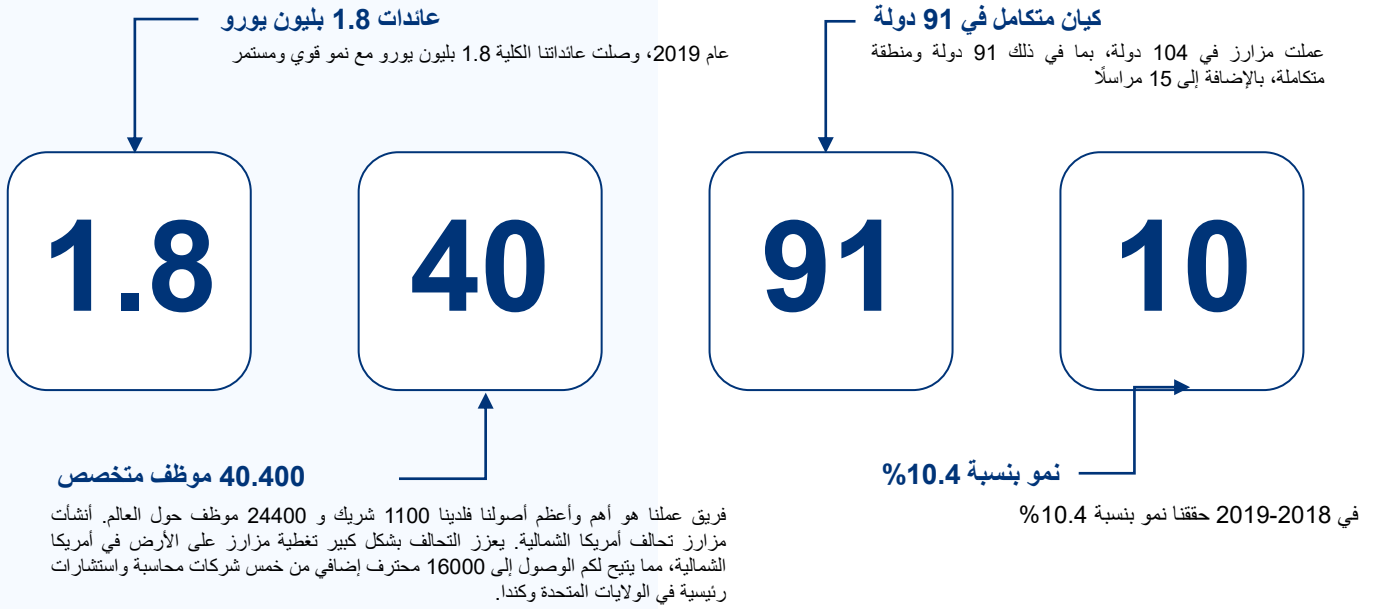 كيان متكامل في 91 دولة
عملت مزارز في 104 دولة، بما في ذلك 91 دولة ومنطقة
متكاملة، بالإضافة إلى 15 مراسلًا
عائدات 1.8 بليون يورو
عام 2019، وصلت عائداتنا الكلية 1.8 بليون يورو مع نمو قوي ومستمر
10
91
40
1.8
نمو بنسبة 10.4%
في 2018-2019 حققنا نمو بنسبة 10.4%
40.400 موظف متخصص
فريق عملنا هو أهم وأعظم أصولنا فلدينا 1100 شريك و 24400 موظف حول العالم. أنشأت
مزارز تحالف أمريكا الشمالية. يعزز التحالف بشكل كبير تغطية مزارز على الأرض في أمريكا
الشمالية، مما يتيح لكم الوصول إلى 16000 محترف إضافي من خمس شركات محاسبة واستشارات
رئيسية في الولايات المتحدة وكندا.